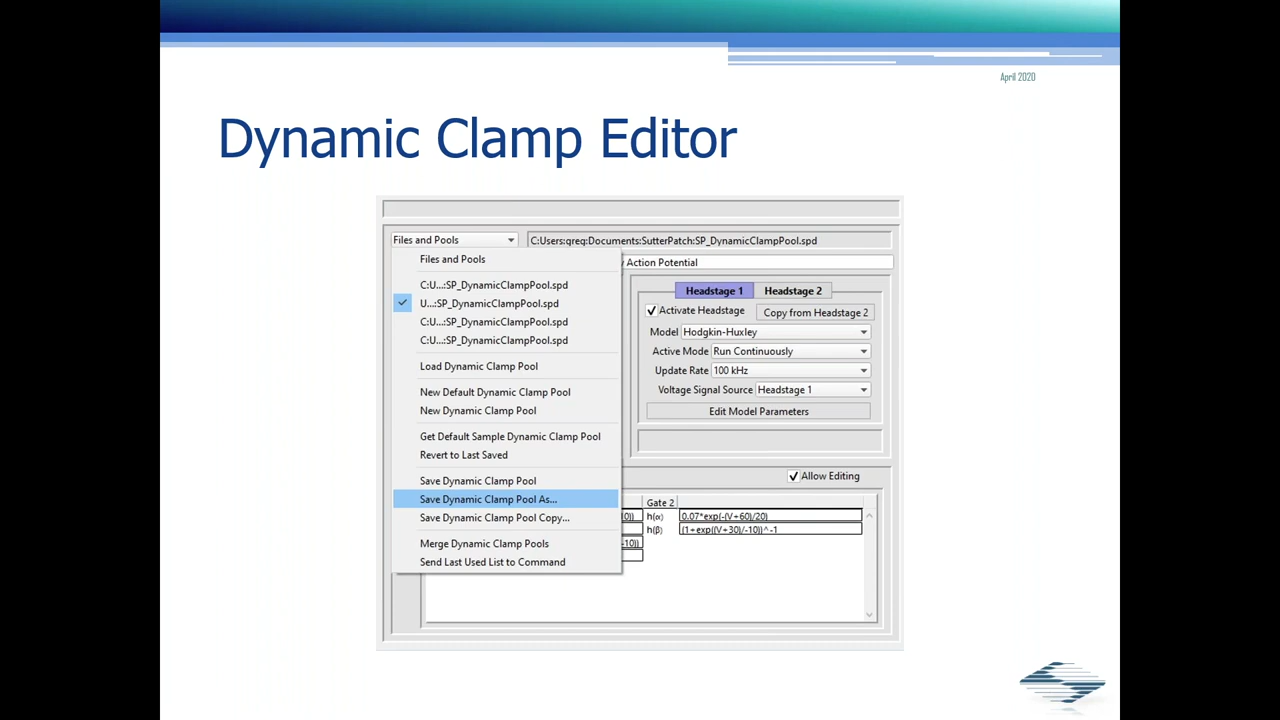 April 2020
Dynamic Clamp Editor
Files and Pools
C:Users:greg:Documents:SutterPatch:SP_DynamicClampPool.spd
Files and Pools
C:U...:SP_DynamicClampPool.spd
U...:SP_DynamicClampPool.spd
C:U...:SP_DynamicClampPool.spd
C:U...:SP_DynamicClampPool.spd
Load Dynamic Clamp Pool
New Default Dynamic Clamp Pool
New Dynamic Clamp Pool
Get Default Sample Dynamic Clamp Pool
Revert to Last Saved
Save Dynamic Clamp Pool
Save Dynamic Clamp Pool As...
Save Dynamic Clamp Pool Copy...
Merge Dynamic Clamp Pools
Send Last Used List to Command
Action Potential
Headstage 1 Headstage 2
Activate Headstage Copy from Headstage 2
Model Hodgkin-Huxley
Active Mode Run Continuously
Update Rate 100 kHz
Voltage Signal Source Headstage 1
Edit Model Parameters
Allow Editing
Gate 2
10)) h(α) 0.07*exp(-(V+60)/20)
h(β) (1+exp((V+30)/-10))^-1
-10))